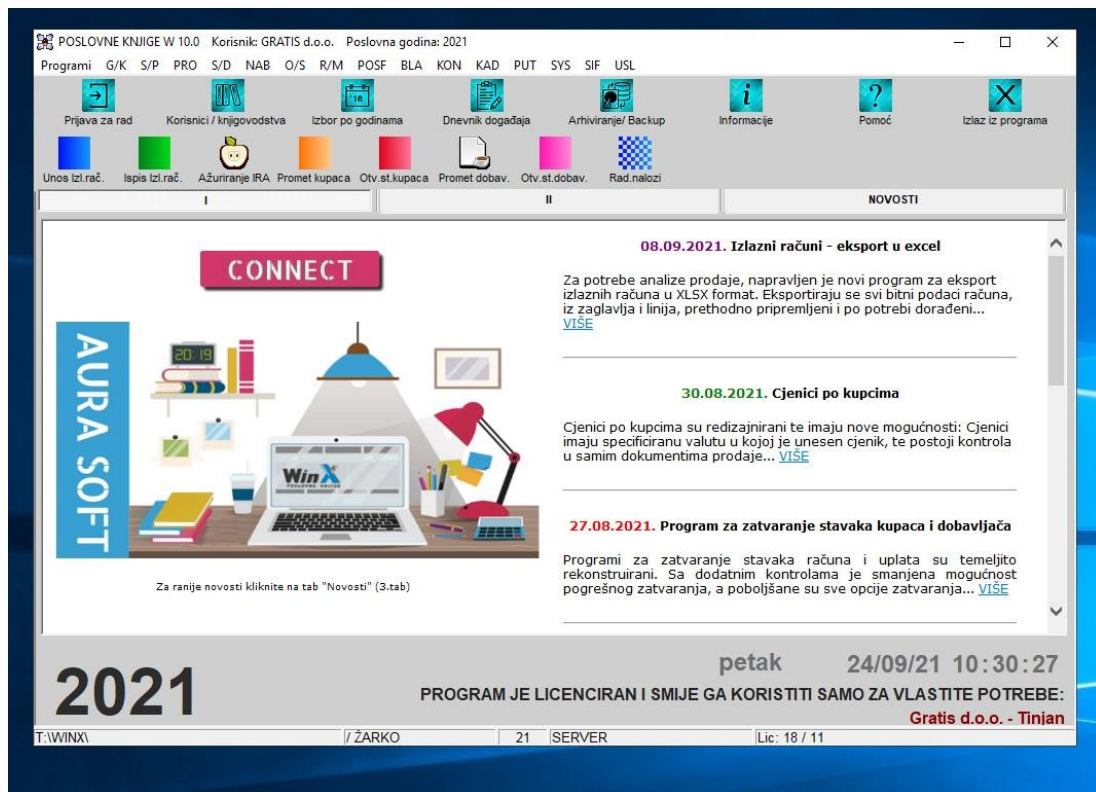 POSLOVNE KNJIGE W 10.0 Korisnik: GRATIS d.o.o. Poslovna godina: 2021
Programi G/K S/P PRO S/D NAB O/S R/M POSF BLA KON KAD PUT SYS SIF USL
18
Prijava za rad Korisnici / knjigovodstva Izbor po godinama Dnevnik događaja Arhiviranje/ Backup Informacije Pomoć Izlaz iz programa
Unos Izl.rač. Ispis Izl.rač. Ažuriranje IRA Promet kupaca Otv.st.kupaca Promet dobav. Otv.st.dobav. Rad.nalozi
I II NOVOSTI
CONNECT
AURA SOFT
20:19
WinX
POSLOVNE KNJIGE
Za ranije novosti kliknite na tab "Novosti" (3.tab)
08.09.2021. Izlazni računi - eksport u excel
Za potrebe analize prodaje, napravljen je novi program za eksport
izlaznih računa u XLSX format. Eksportiraju se svi bitni podaci računa,
iz zaglavlja i linija, prethodno pripremljeni i po potrebi dorađeni...
VIŠE
30.08.2021. Cjenici po kupcima
Cjenici po kupcima su redizajnirani te imaju nove mogućnosti: Cjenici
imaju specificiranu valutu u kojoj je unesen cjenik, te postoji kontrola
u samim dokumentima prodaje... VIŠE
27.08.2021. Program za zatvaranje stavaka kupaca i dobavljača
Programi za zatvaranje stavaka računa i uplata su temeljito
rekonstruirani. Sa dodatnim kontrolama je smanjena mogućnost
pogrešnog zatvaranja, a poboljšane su sve opcije zatvaranja... VIŠE
2021
petak 24/09/21 10:30:27
PROGRAM JE LICENCIRAN I SMIJE GA KORISTITI SAMO ZA VLASTITE POTREBE:
Gratis d.o.o. - Tinjan
T:\WINX\ / ŽARKO 21 SERVER Lic: 18 / 11